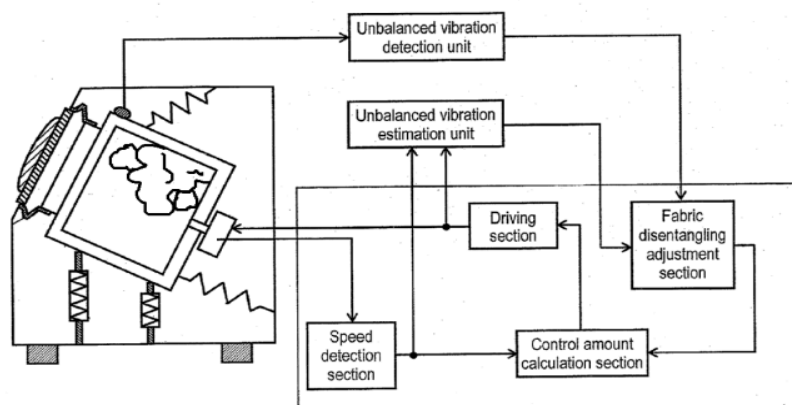 Unbalanced vibration
detection unit
Unbalanced vibration
estimation unit
Driving
section
Fabric
disentangling
adjustment
section
Speed
detection
section
Control amount
calculation section